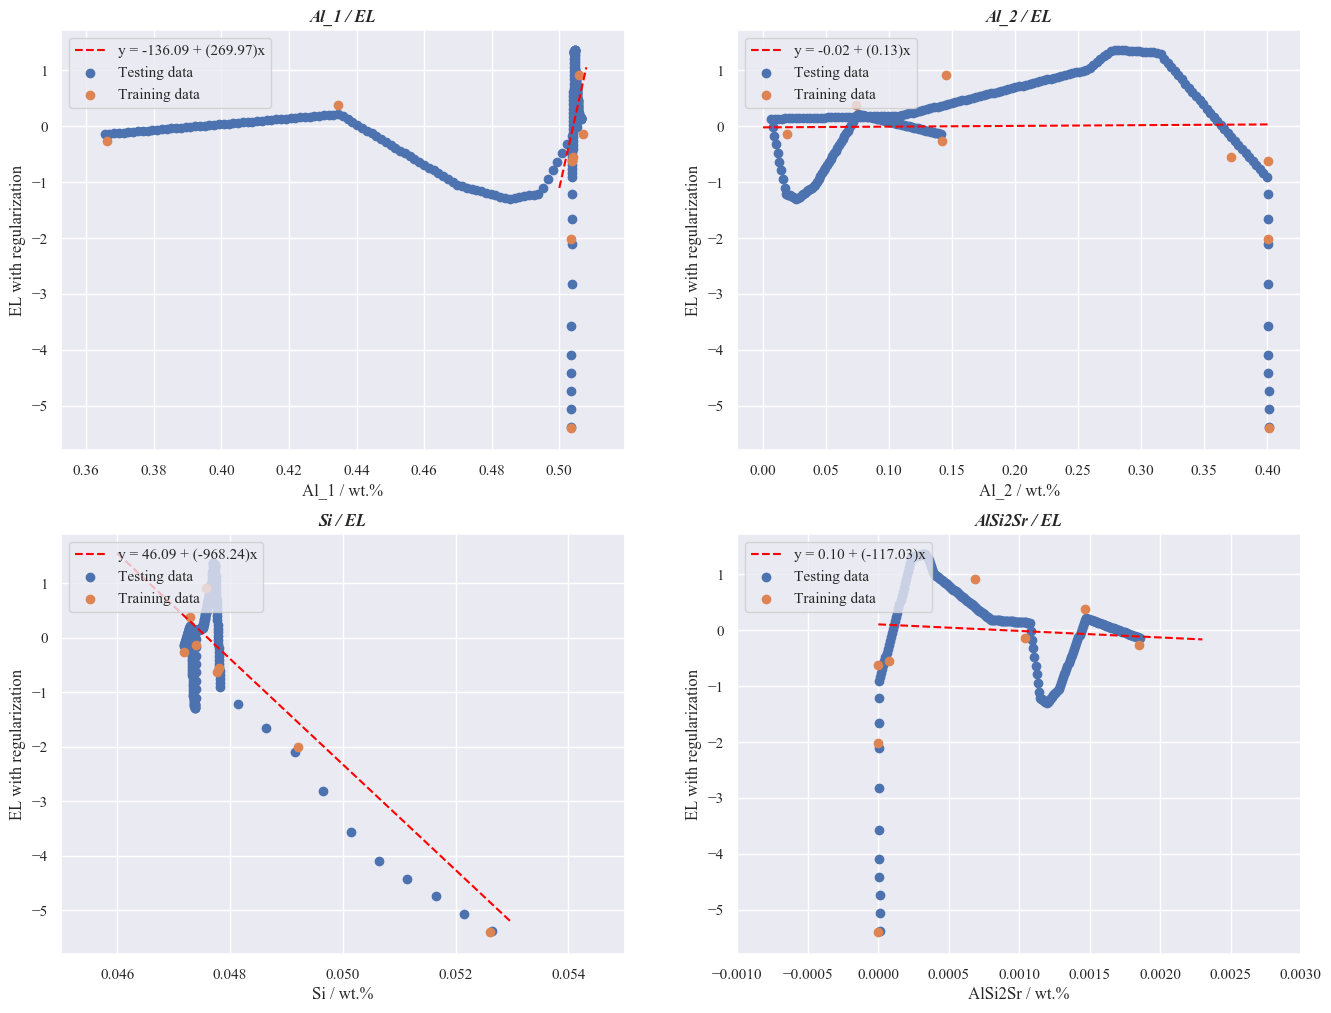 Al_1 / EL
y = -136.09 + (269.97)x
Testing data
Training data
1
0
−1
−2
−3
−4
−5
EL with regularization
0.36 0.38 0.40 0.42 0.44 0.46 0.48 0.50
Al_1 / wt.%
Al_2 / EL
y = -0.02 + (0.13)x
Testing data
Training data
1
0
−1
−2
−3
−4
−5
EL with regularization
0.00 0.05 0.10 0.15 0.20 0.25 0.30 0.35 0.40
Al_2 / wt.%
Si / EL
y = 46.09 + (-968.24)x
Testing data
Training data
1
0
−1
−2
−3
−4
−5
EL with regularization
0.046 0.048 0.050 0.052 0.054
Si / wt.%
AlSi2Sr / EL
y = 0.10 + (-117.03)x
Testing data
Training data
1
0
−1
−2
−3
−4
−5
EL with regularization
−0.0010 −0.0005 0.0000 0.0005 0.0010 0.0015 0.0020 0.0025 0.0030
AlSi2Sr / wt.%